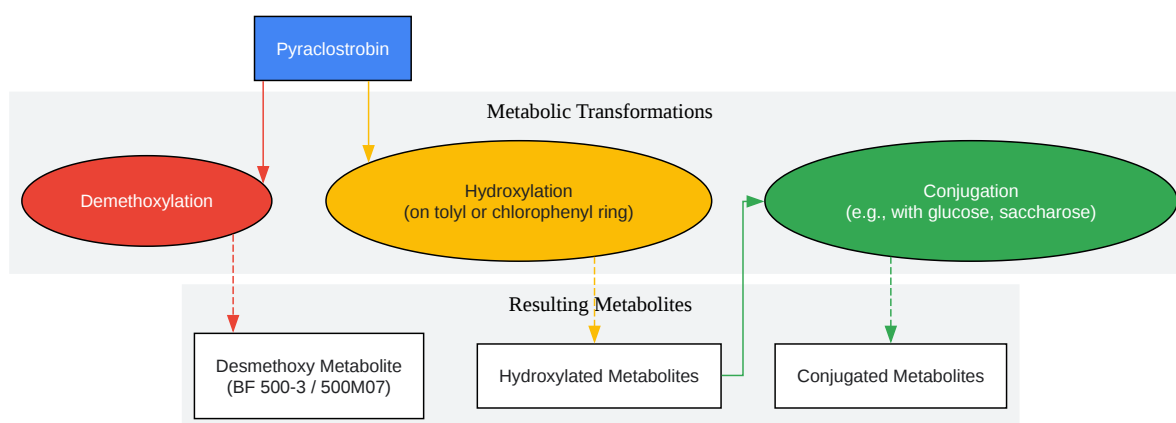 Pyraclostrobin
Metabolic Transformations
Demethoxylation
Hydroxylation
(on tolyl or chlorophenyl ring)
Conjugation
(e.g., with glucose, saccharose)
Resulting Metabolites
Desmethoxy Metabolite
(BF 500-3 / 500M07)
Hydroxylated Metabolites
Conjugated Metabolites